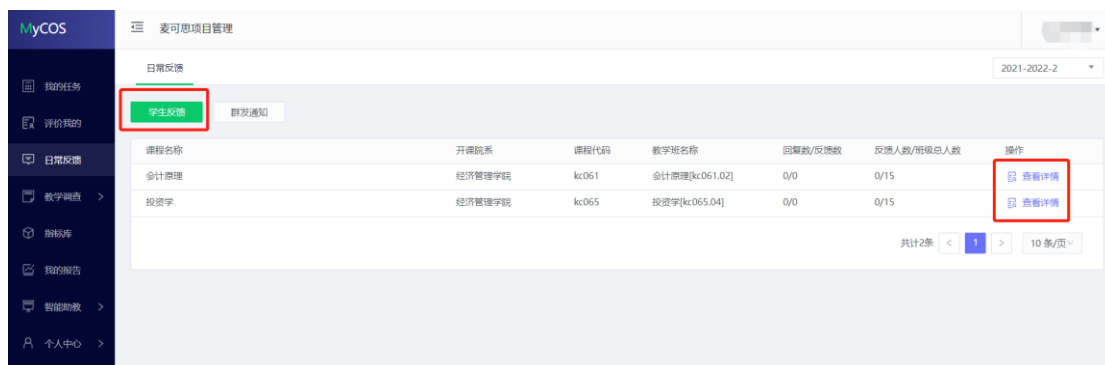 MyCOS
麦可思项目管理
日常反馈
2021-2022-2
我的任务
评价我的
日常反馈
教学调查
指标库
我的报告
智能助教
个人中心
学生反馈 群发通知
课程名称 开课院系 课程代码 教学班名称 回复数/反馈数 反馈人数/班级总人数 操作
会计原理 经济管理学院 kc061 会计原理[kc061.02] 0/0 0/15 查看详情
投资学 经济管理学院 kc065 投资学[kc065.04] 0/0 0/15 查看详情
共计2条 < 1 > 10 条/页